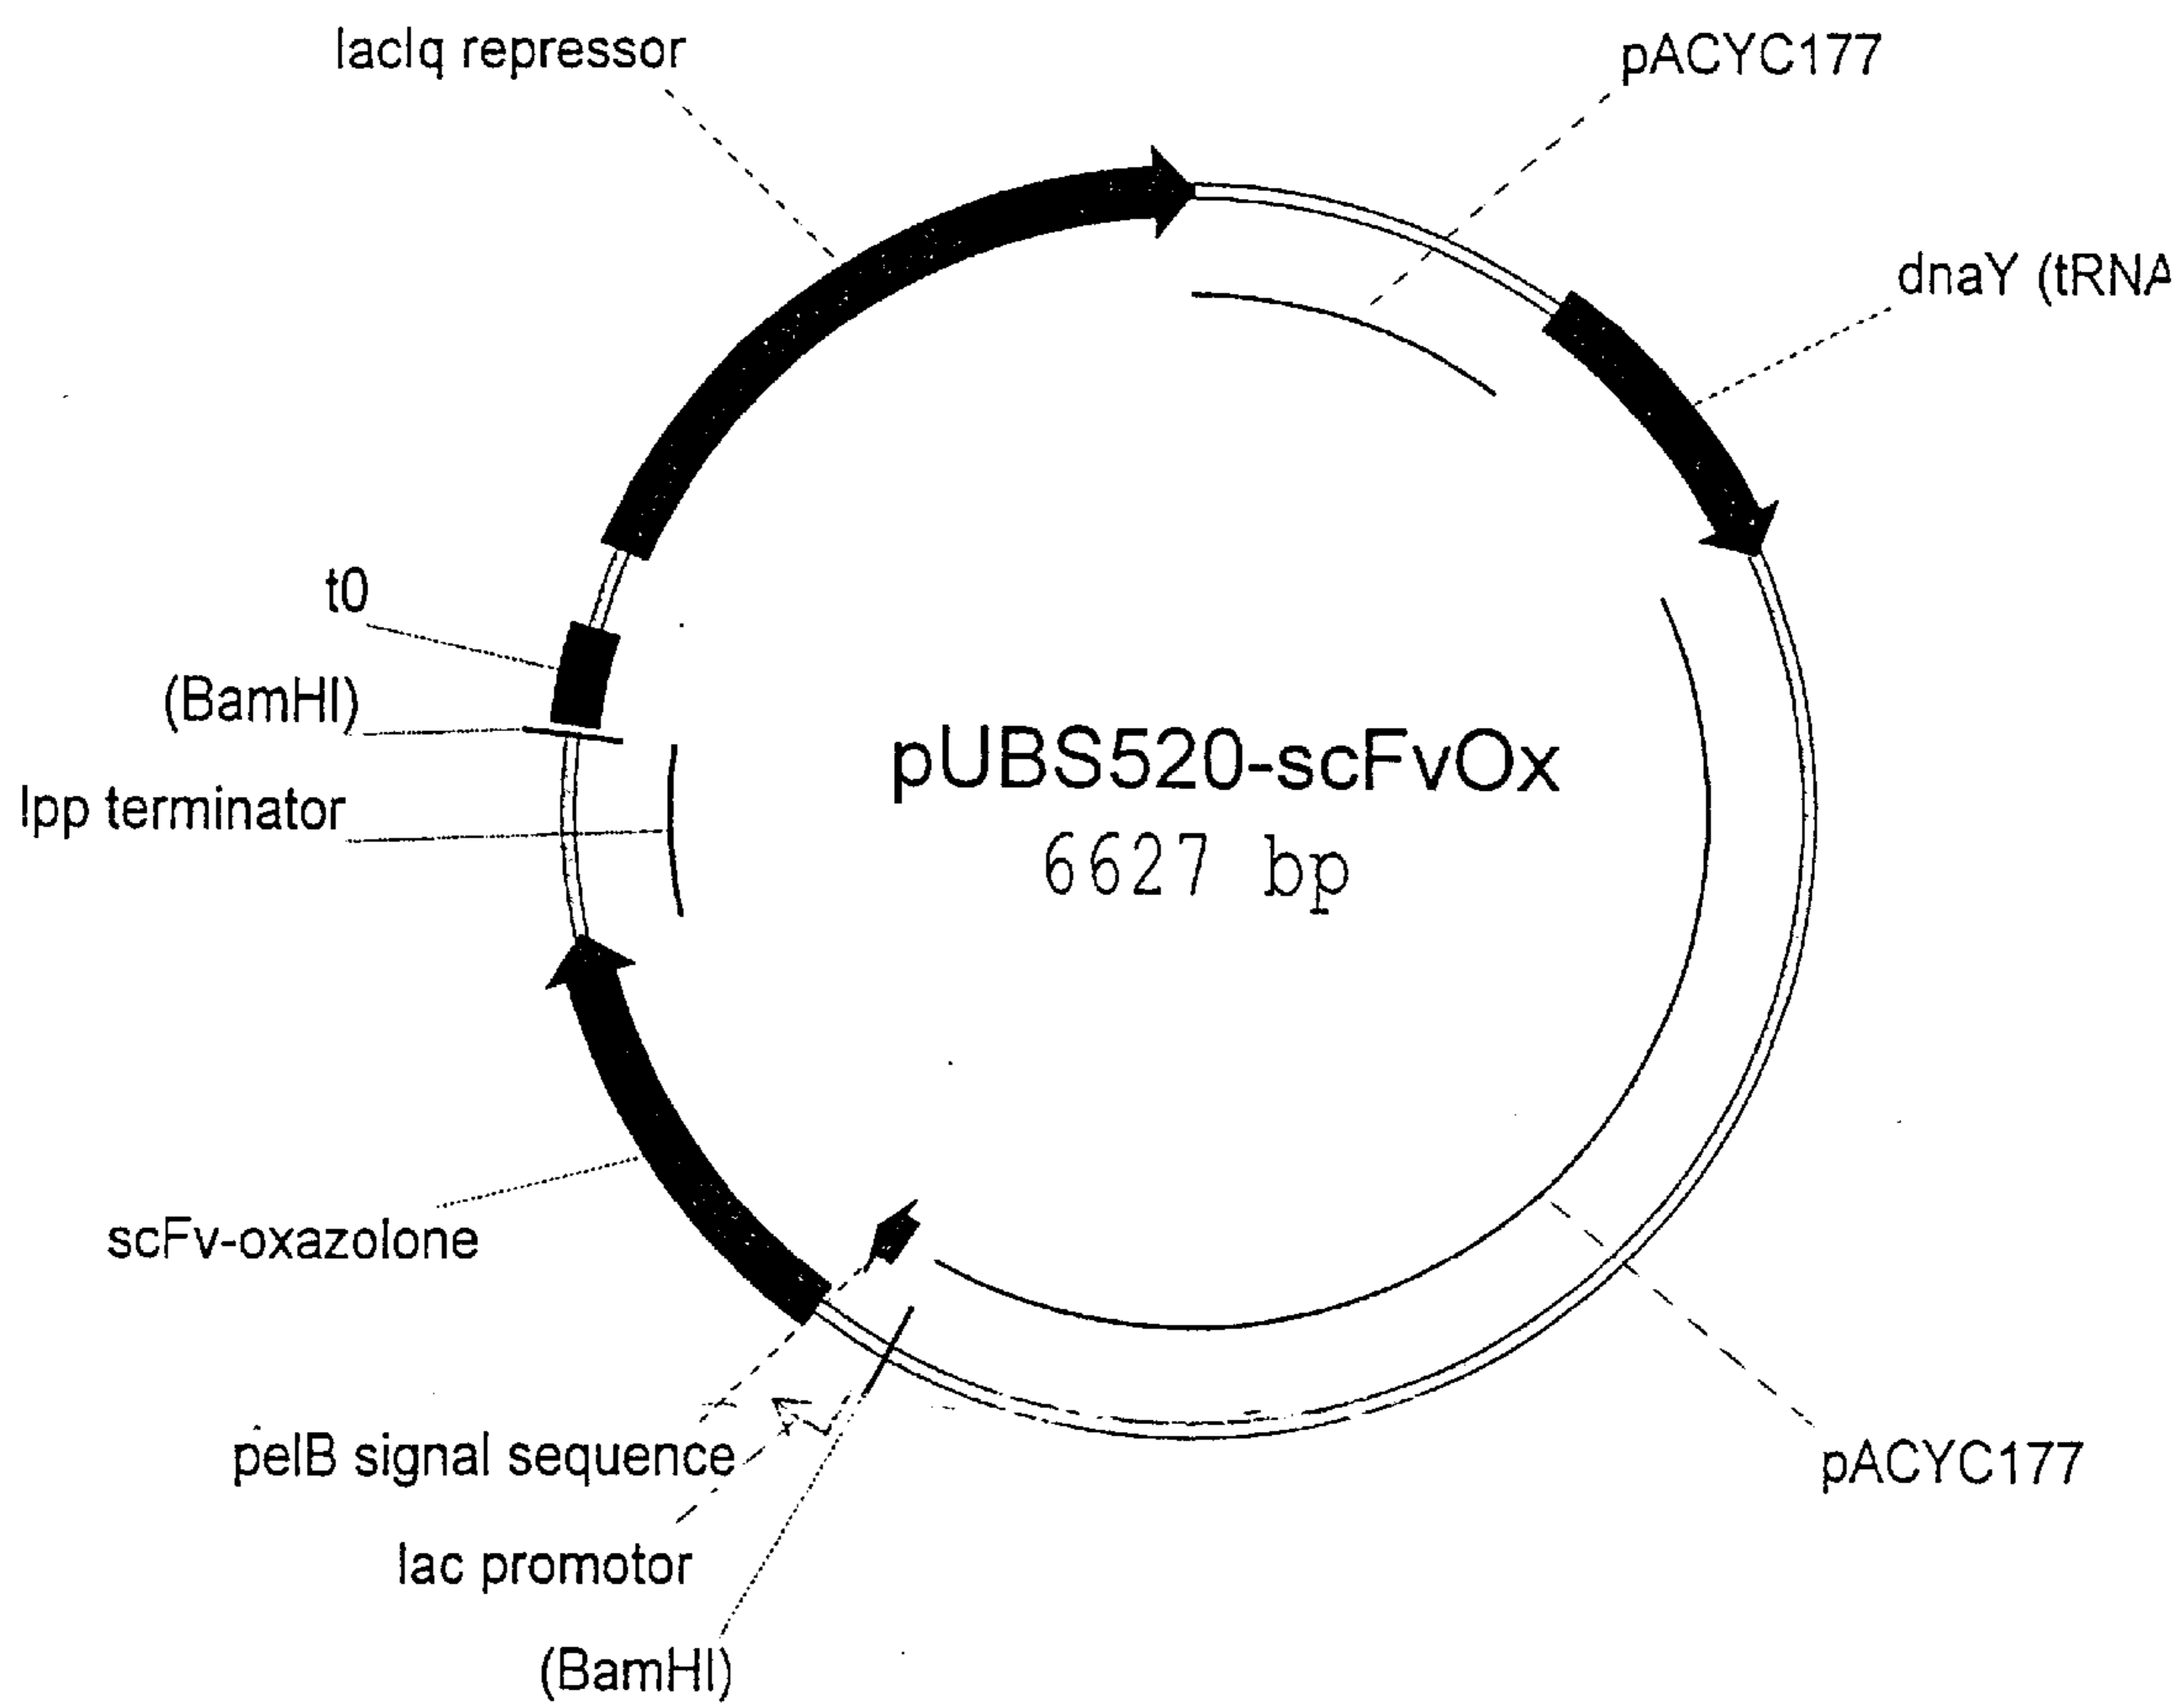 lacIq repressor
pACYC177
dnaY (tRNA
t0
(BamHI)
lpp terminator
pUBS520-scFvOx
6627 bp
scFv-oxazolone
pelB signal sequence
pACYC177
lac promotor
(BamHI)